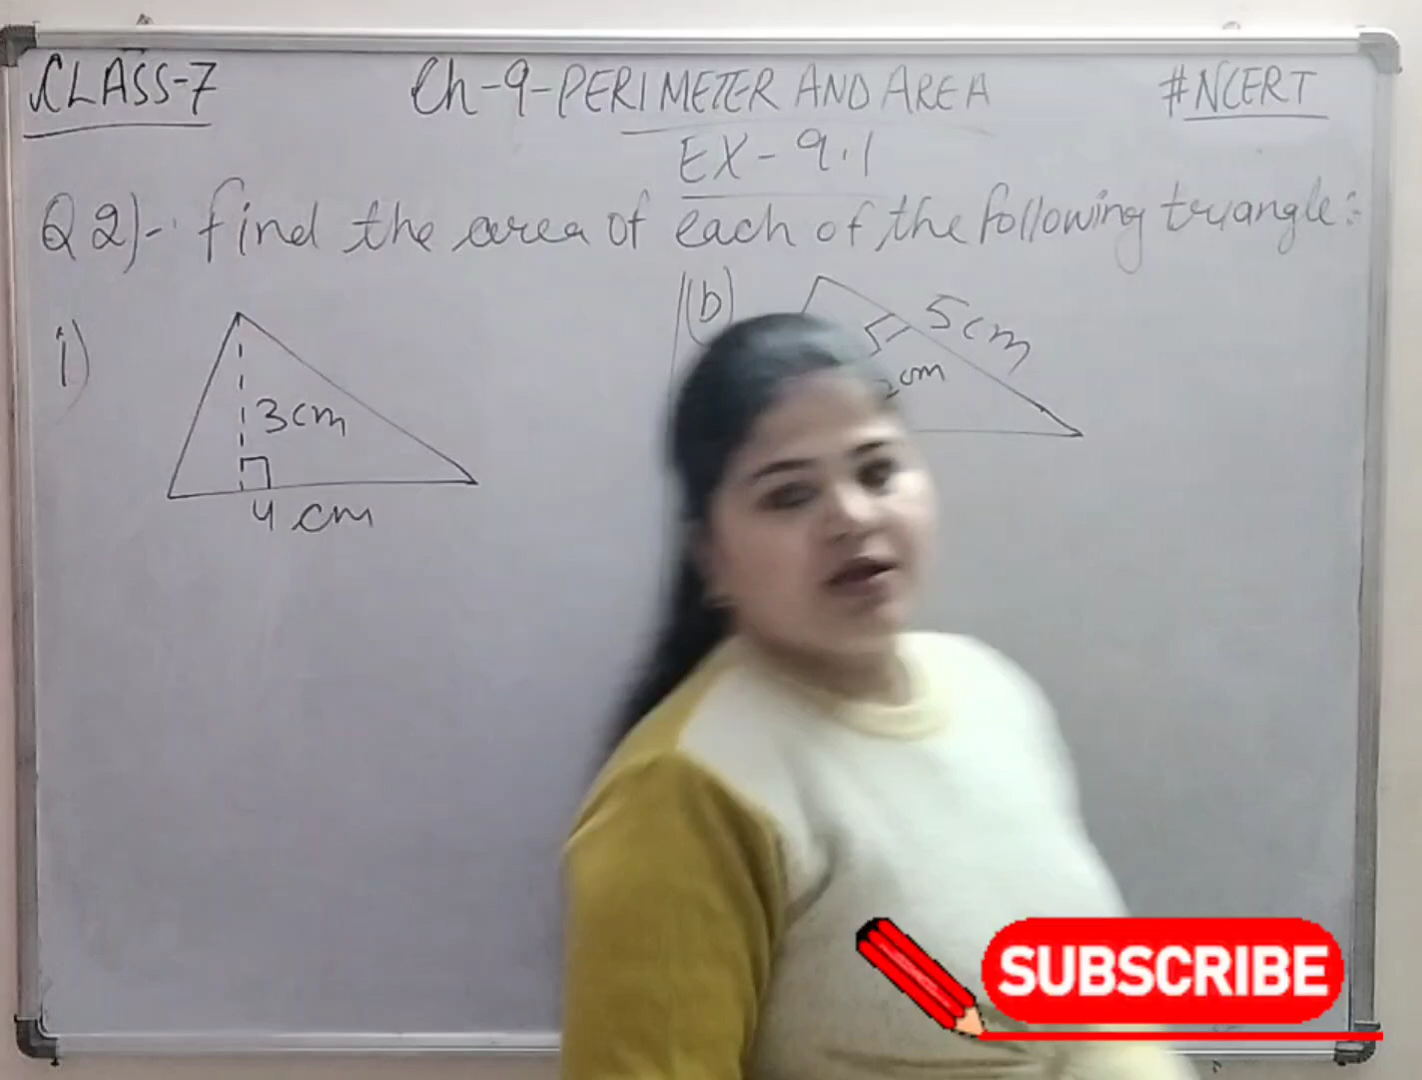 CLASS-7
Ch-9-PERIMETER AND AREA
#NCERT
EX-9.1
Q2)-. find the area of each of the following triangle:-
i)
3cm
4 cm
(b)
5cm
2cm
SUBSCRIBE